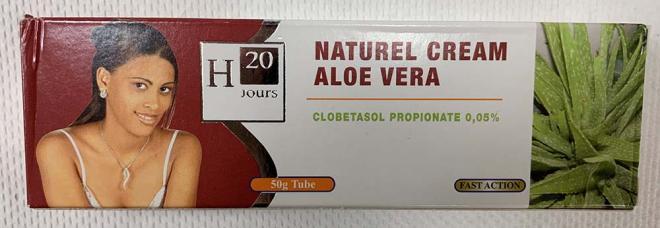 H 20
JOURS
NATUREL CREAM
ALOE VERA
CLOBETASOL PROPIONATE 0,05%
50g Tube
FAST ACTION